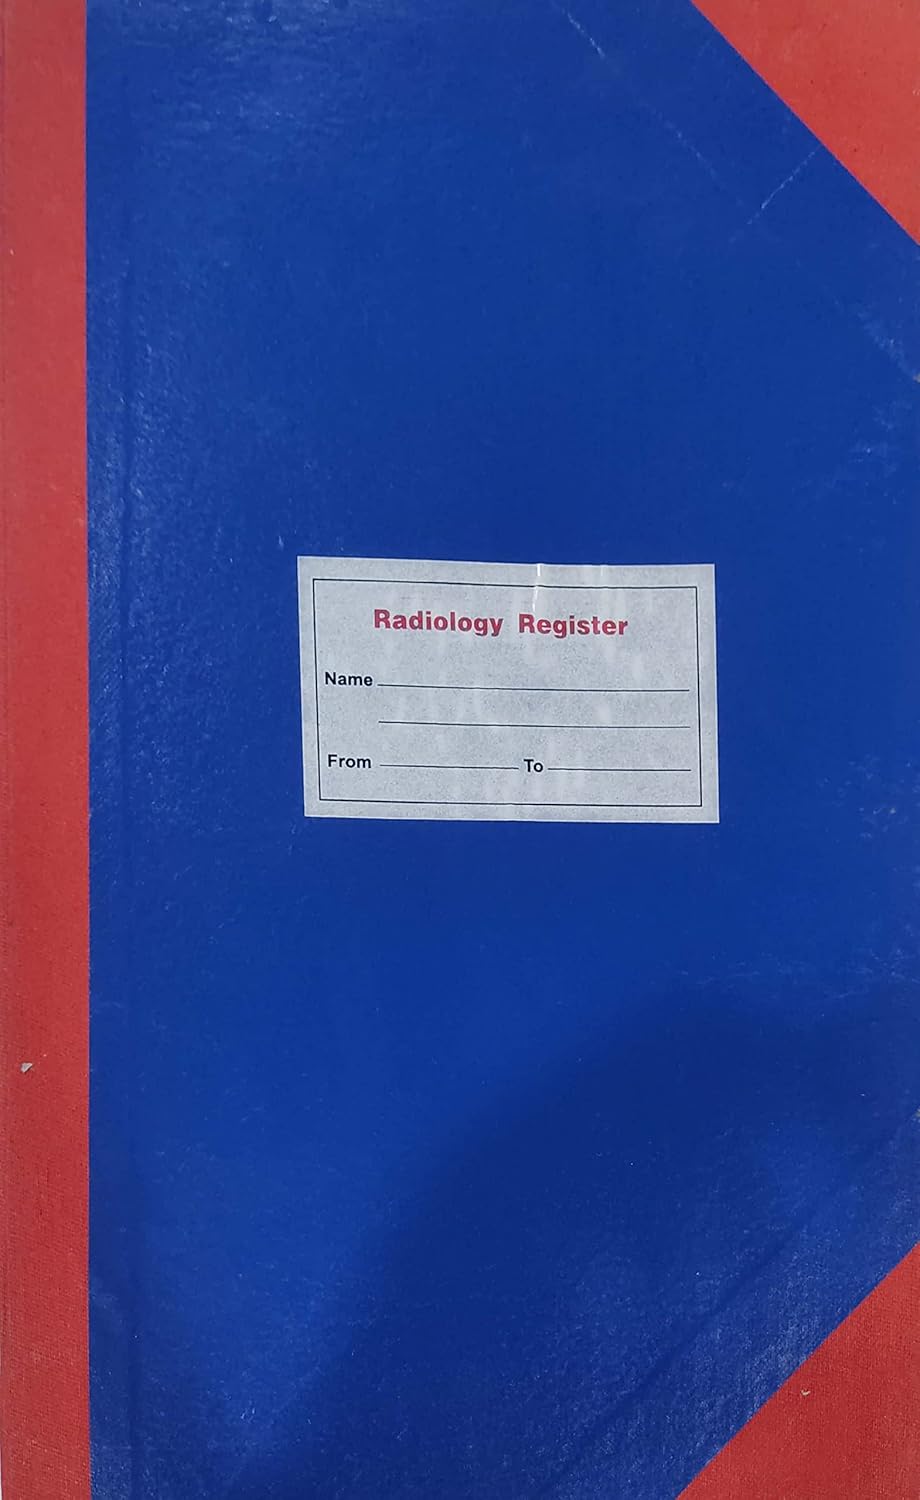 Radiology Register
Name
From To